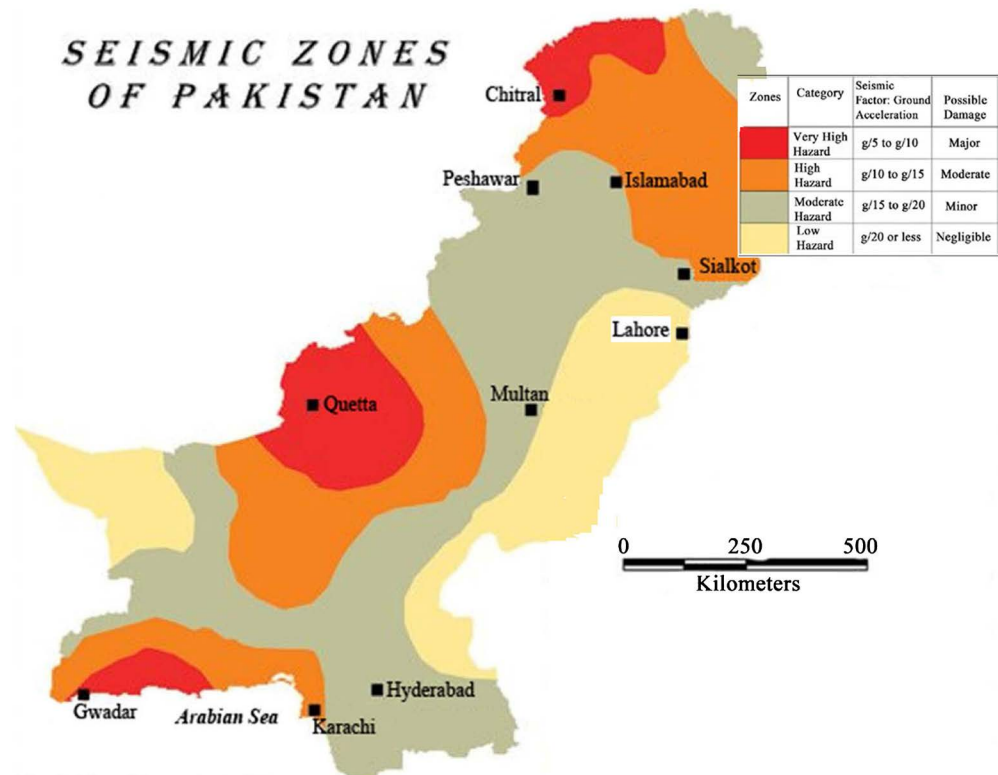 SEISMIC ZONES
OF PAKISTAN
Chitral
Peshawar
Islamabad
Sialkot
Lahore
Multan
Quetta
Gwadar
Arabian Sea
Karachi
Hyderabad
Zones Category Seismic Factor: Ground Acceleration Possible Damage
Very High Hazard g/5 to g/10 Major
High Hazard g/10 to g/15 Moderate
Moderate Hazard g/15 to g/20 Minor
Low Hazard g/20 or less Negligible
0 250 500
Kilometers